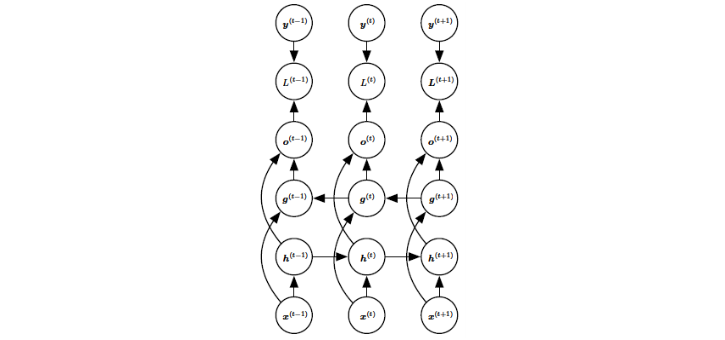 y^(t−1) y^(t) y^(t+1)
L^(t−1) L^(t) L^(t+1)
o^(t−1) o^(t) o^(t+1)
g^(t−1) g^(t) g^(t+1)
h^(t−1) h^(t) h^(t+1)
x^(t−1) x^(t) x^(t+1)